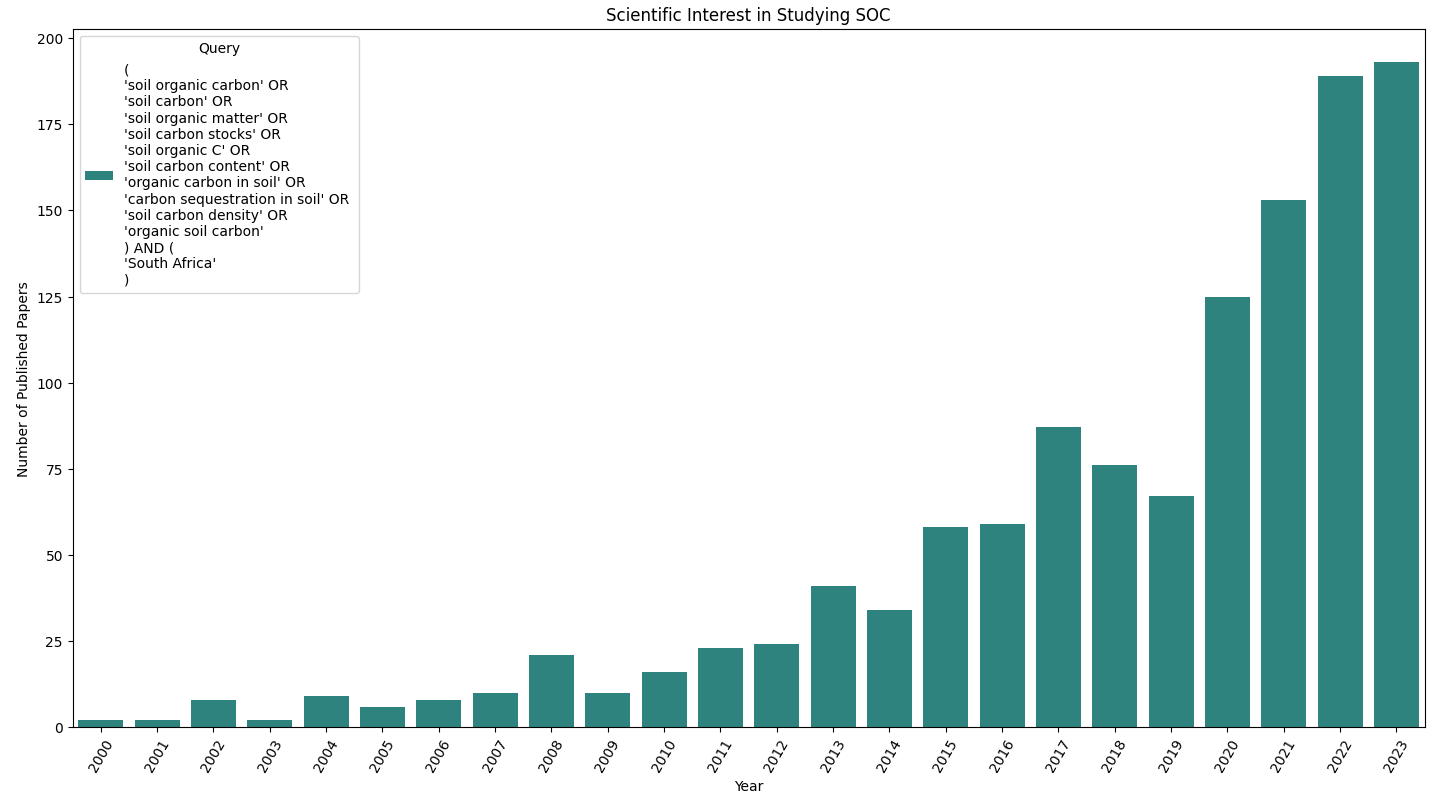 Scientific Interest in Studying SOC
Query
(
'soil organic carbon' OR
'soil carbon' OR
'soil organic matter' OR
'soil carbon stocks' OR
'soil organic C' OR
'soil carbon content' OR
'organic carbon in soil' OR
'carbon sequestration in soil' OR
'soil carbon density' OR
'organic soil carbon'
) AND (
'South Africa'
)
Number of Published Papers
200
175
150
125
100
75
50
25
0
2000
2001
2002
2003
2004
2005
2006
2007
2008
2009
2010
2011
2012
2013
2014
2015
2016
2017
2018
2019
2020
2021
2022
2023
Year